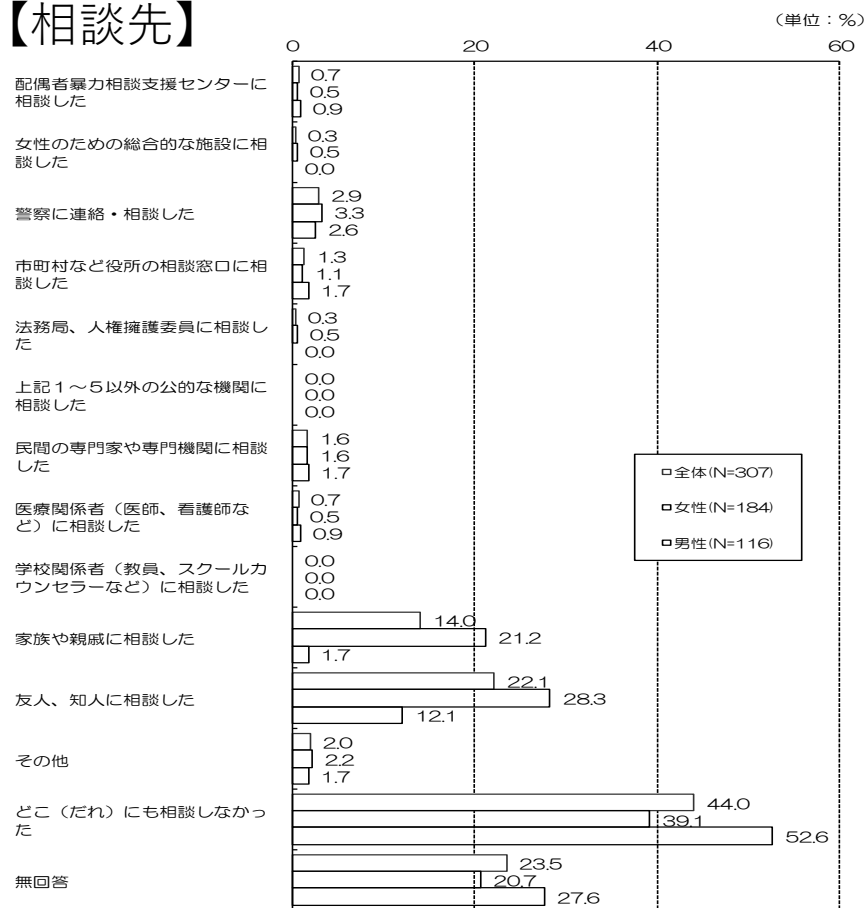 【相談先】
(単位：%)
0 20 40 60
配偶者暴力相談支援センターに
相談した
0.7
0.5
0.9
女性のための総合的な施設に相
談した
0.3
0.5
0.0
警察に連絡・相談した
2.9
3.3
2.6
市町村など役所の相談窓口に相
談した
1.3
1.1
1.7
法務局、人権擁護委員に相談し
た
0.3
0.5
0.0
上記1～5以外の公的な機関に
相談した
0.0
0.0
0.0
民間の専門家や専門機関に相談
した
1.6
1.6
1.7
医療関係者（医師、看護師な
ど）に相談した
0.7
0.5
0.9
学校関係者（教員、スクールカ
ウンセラーなど）に相談した
0.0
0.0
0.0
家族や親戚に相談した
14.0
21.2
1.7
友人、知人に相談した
22.1
28.3
12.1
その他
2.0
2.2
1.7
どこ（だれ）にも相談しなかっ
た
44.0
39.1
52.6
無回答
23.5
20.7
27.6
全体(N=307)
女性(N=184)
男性(N=116)